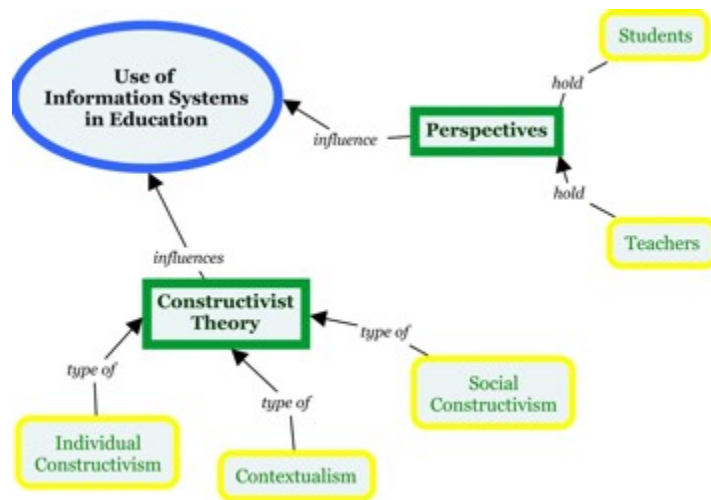 Students
Use of
Information Systems
in Education
hold
influence
Perspectives
hold
Teachers
influences
Constructivist
Theory
type of
type of
type of
Social
Constructivism
Individual
Constructivism
Contextualism